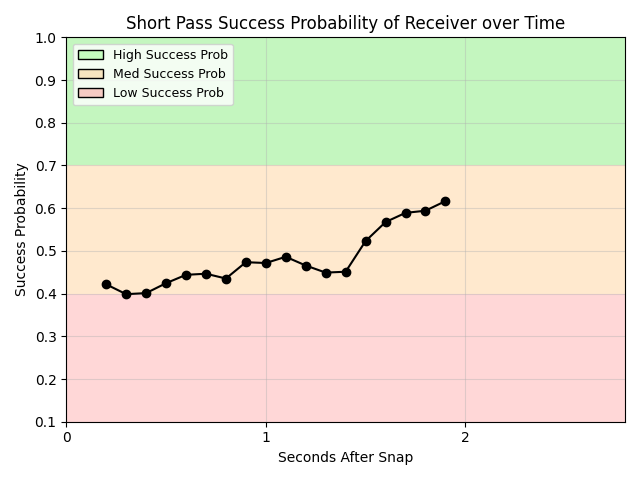 Short Pass Success Probability of Receiver over Time
High Success Prob
Med Success Prob
Low Success Prob
1.0
0.9
0.8
0.7
0.6
0.5
0.4
0.3
0.2
0.1
Success Probability
0 1 2
Seconds After Snap